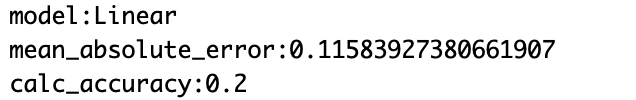 model:Linear
mean_absolute_error:0.11583927380661907
calc_accuracy:0.2